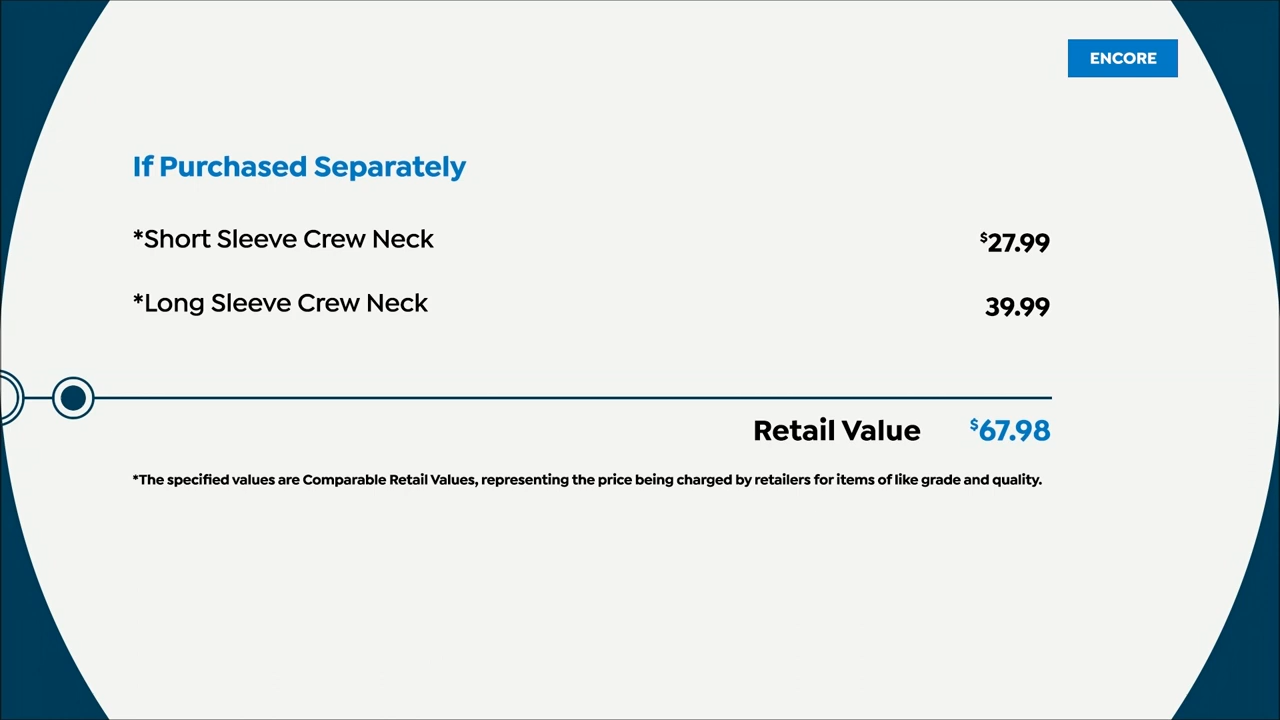 ENCORE
If Purchased Separately
*Short Sleeve Crew Neck $27.99
*Long Sleeve Crew Neck 39.99
Retail Value $67.98
*The specified values are Comparable Retail Values, representing the price being charged by retailers for items of like grade and quality.